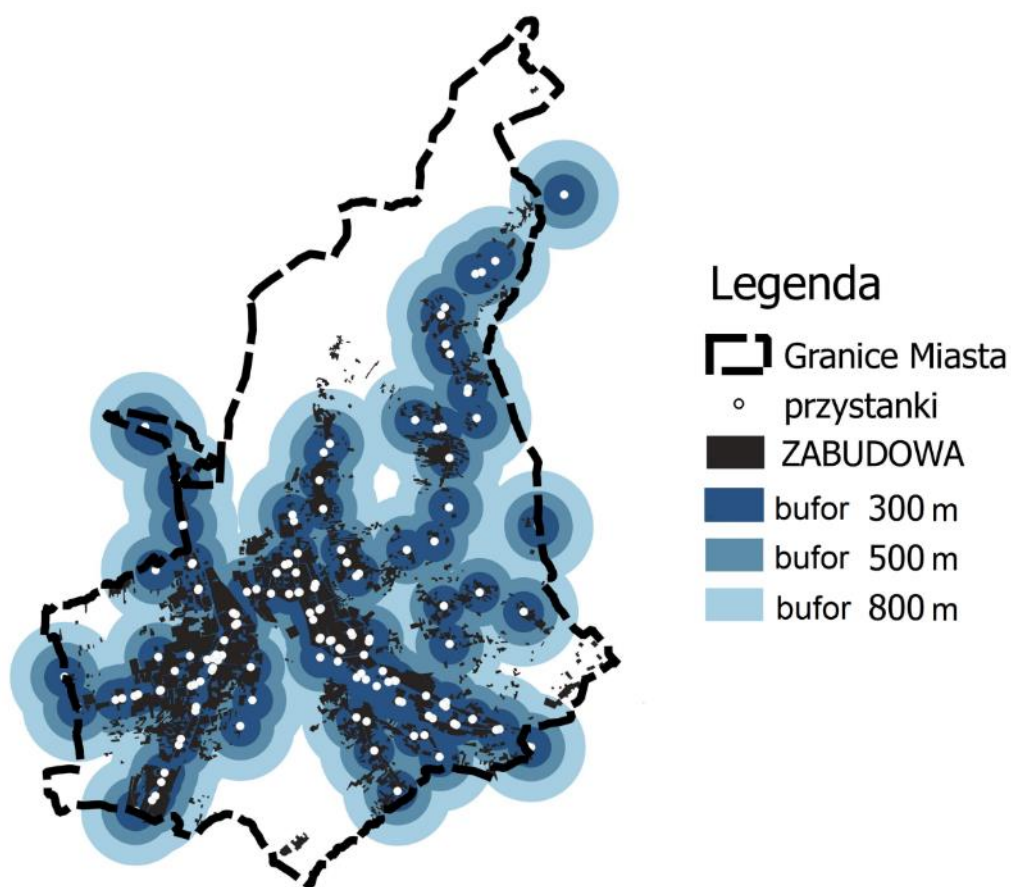 Legenda
Granice Miasta
przystanki
ZABUDOWA
bufor 300 m
bufor 500 m
bufor 800 m